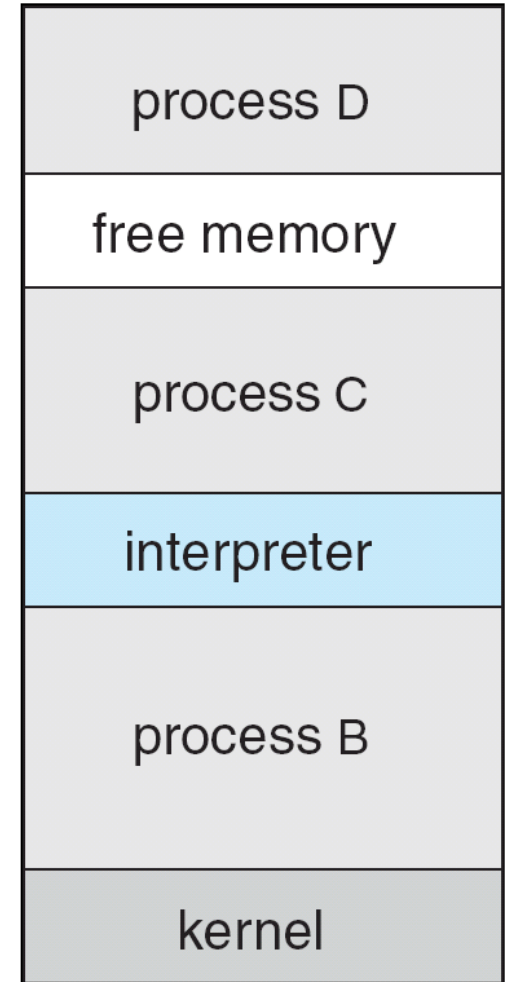 process D
free memory
process C
interpreter
process B
kernel